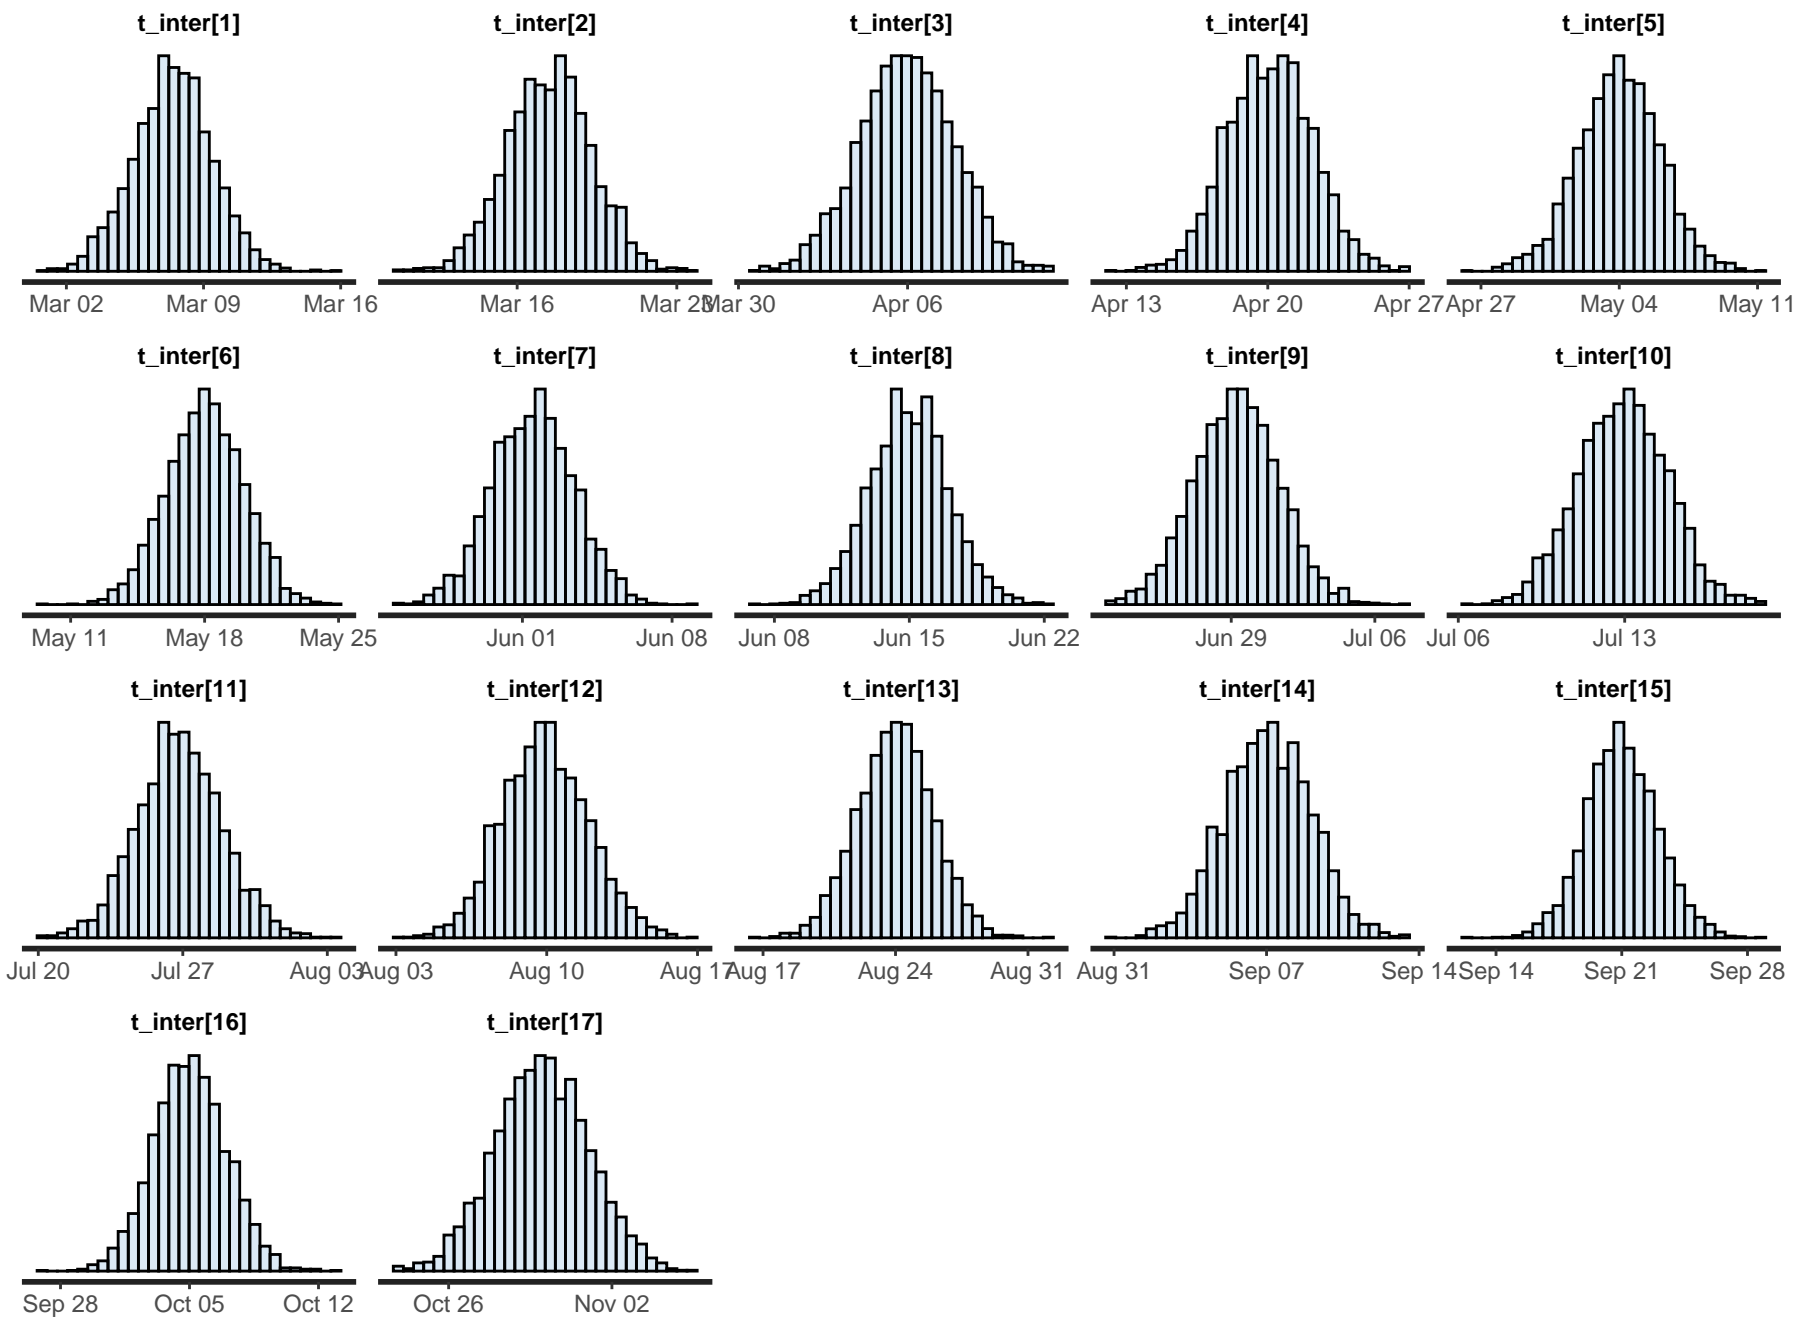 t_inter[1] t_inter[2] t_inter[3] t_inter[4] t_inter[5]
Mar 02 Mar 09 Mar 16 Mar 16 Mar 23 Mar 30 Apr 06 Apr 13 Apr 20 Apr 27 Apr 27 May 04 May 11
t_inter[6] t_inter[7] t_inter[8] t_inter[9] t_inter[10]
May 11 May 18 May 25 Jun 01 Jun 08 Jun 08 Jun 15 Jun 22 Jun 29 Jul 06 Jul 06 Jul 13
t_inter[11] t_inter[12] t_inter[13] t_inter[14] t_inter[15]
Jul 20 Jul 27 Aug 03 Aug 03 Aug 10 Aug 17 Aug 17 Aug 24 Aug 31 Aug 31 Sep 07 Sep 14 Sep 14 Sep 21 Sep 28
t_inter[16] t_inter[17]
Sep 28 Oct 05 Oct 12 Oct 26 Nov 02